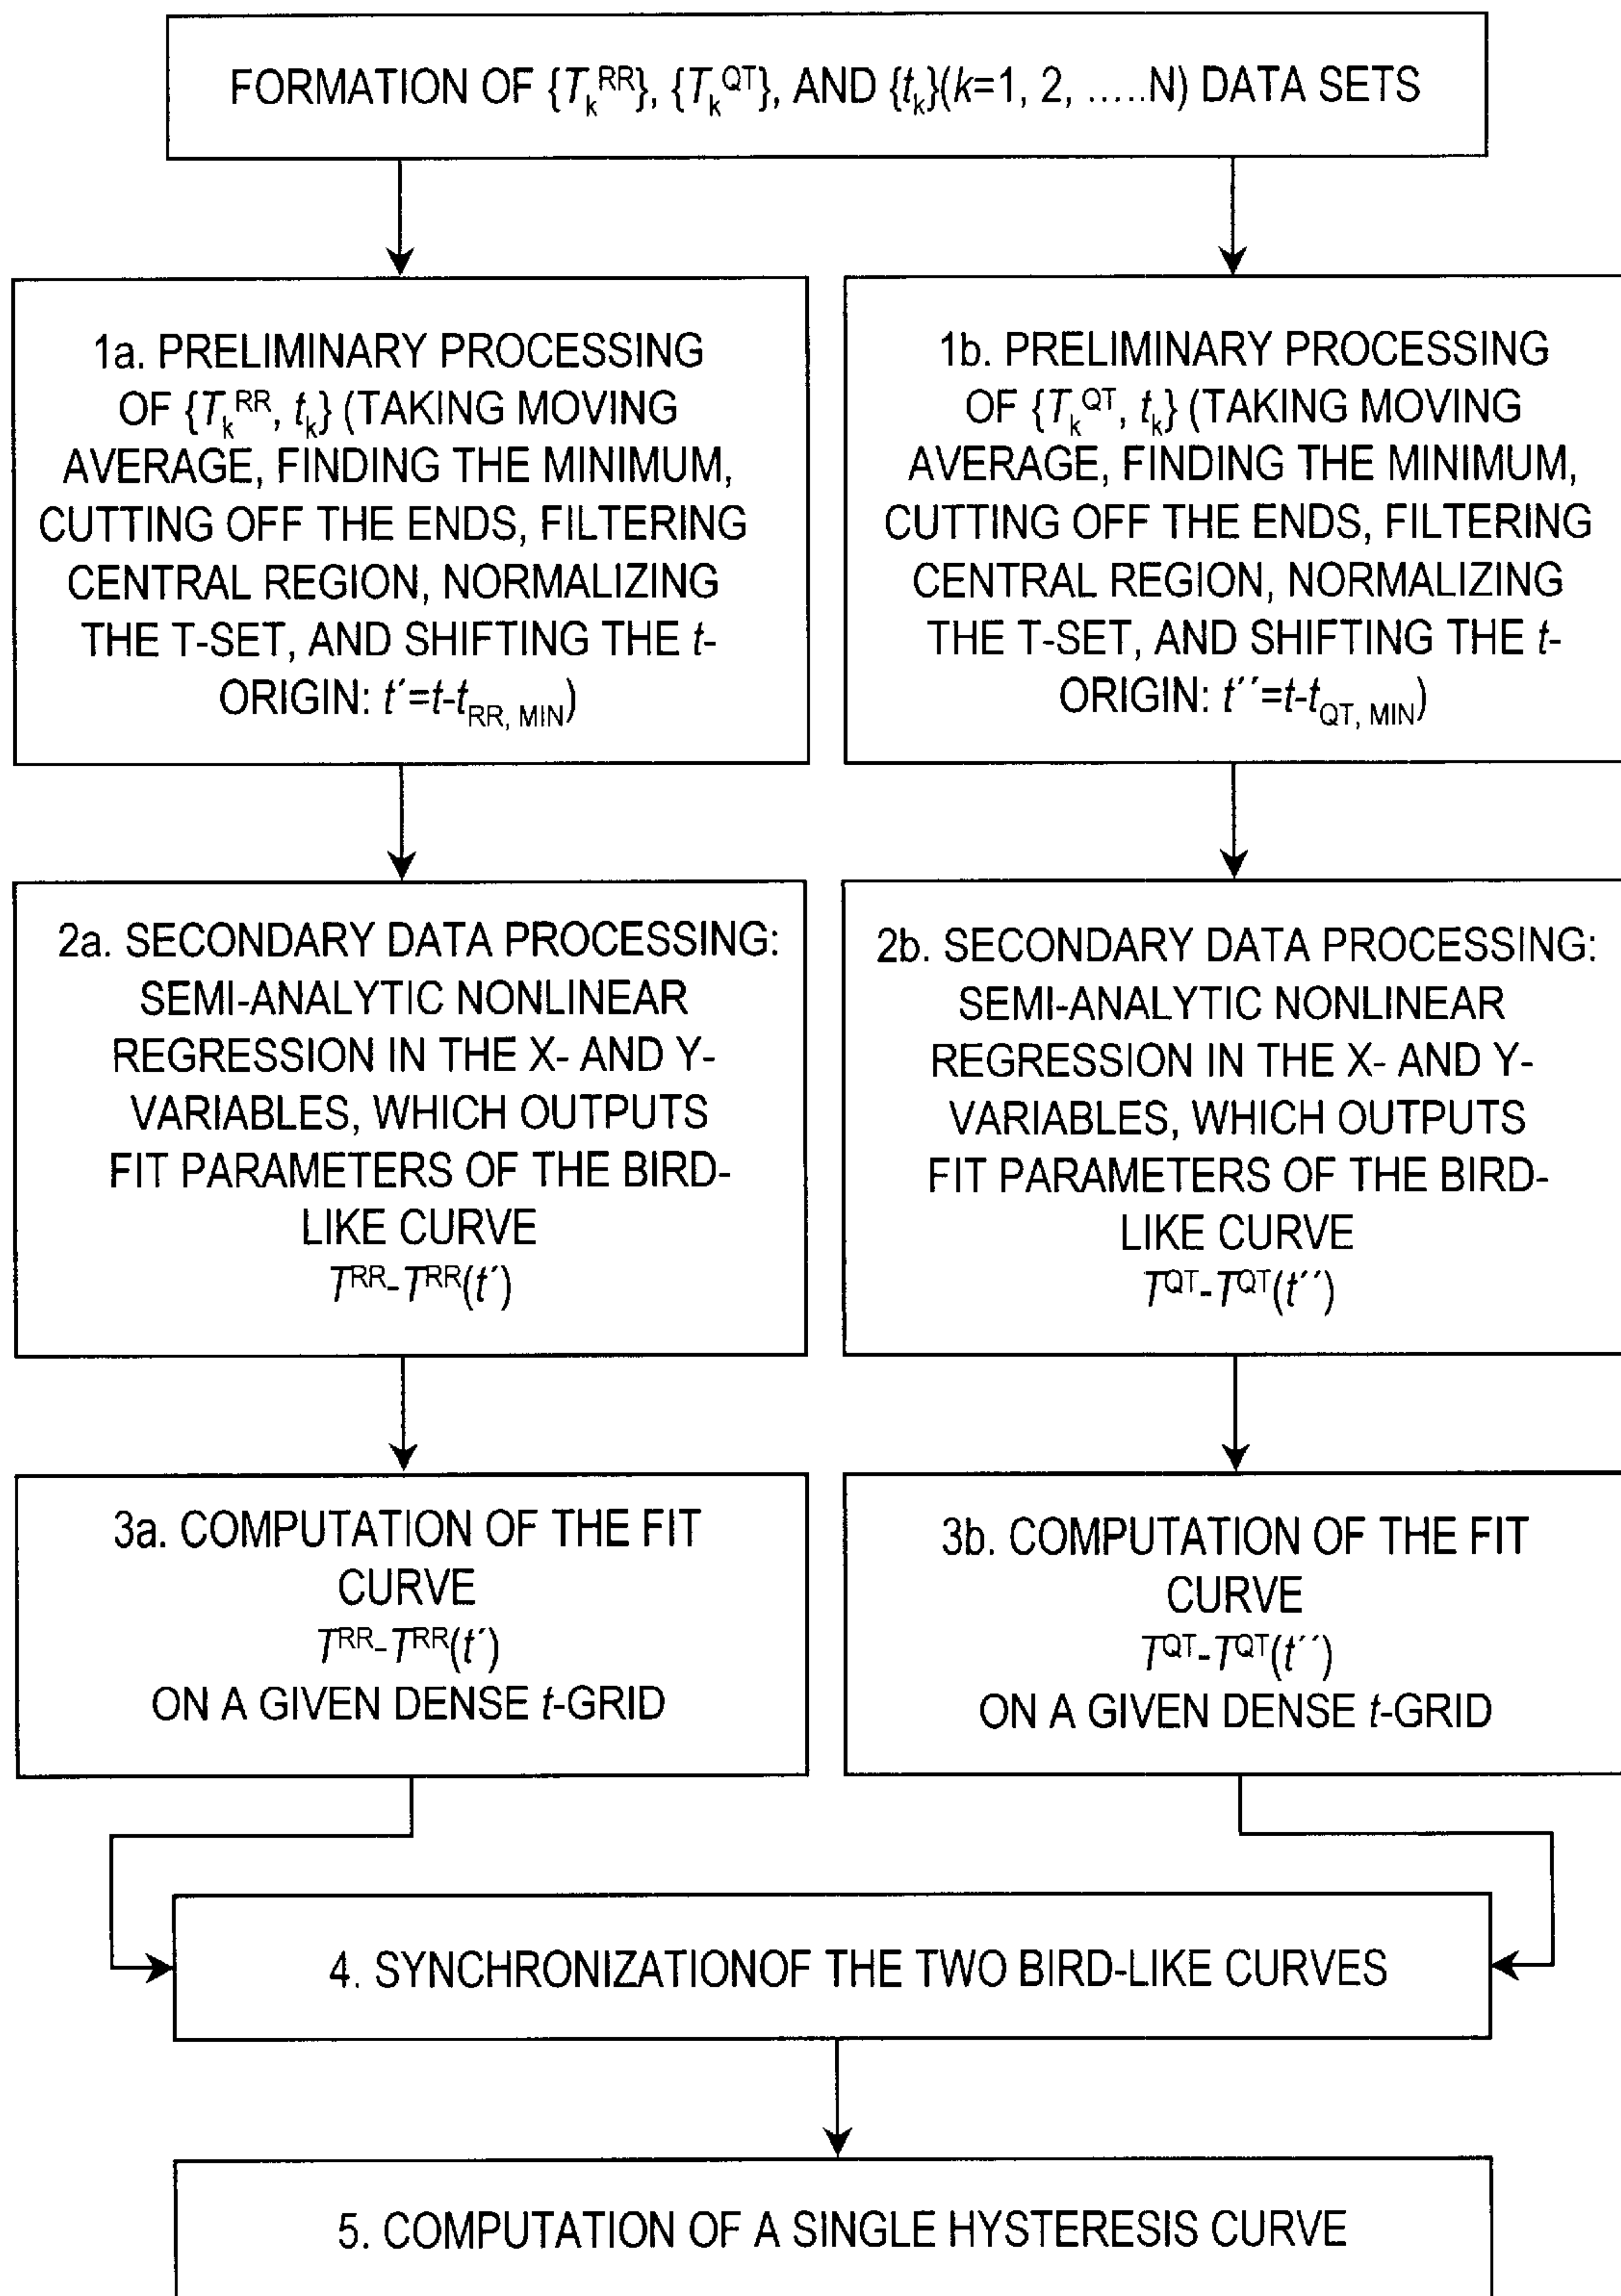 FORMATION OF {T_k^RR}, {T_k^QT}, AND {t_k}(k=1, 2, .....N) DATA SETS
1a. PRELIMINARY PROCESSING
OF {T_k^RR, t_k} (TAKING MOVING
AVERAGE, FINDING THE MINIMUM,
CUTTING OFF THE ENDS, FILTERING
CENTRAL REGION, NORMALIZING
THE T-SET, AND SHIFTING THE t-
ORIGIN: t´=t-t_RR, MIN)
1b. PRELIMINARY PROCESSING
OF {T_k^QT, t_k} (TAKING MOVING
AVERAGE, FINDING THE MINIMUM,
CUTTING OFF THE ENDS, FILTERING
CENTRAL REGION, NORMALIZING
THE T-SET, AND SHIFTING THE t-
ORIGIN: t´´=t-t_QT, MIN)
2a. SECONDARY DATA PROCESSING:
SEMI-ANALYTIC NONLINEAR
REGRESSION IN THE X- AND Y-
VARIABLES, WHICH OUTPUTS
FIT PARAMETERS OF THE BIRD-
LIKE CURVE
T^RR-T^RR(t´)
2b. SECONDARY DATA PROCESSING:
SEMI-ANALYTIC NONLINEAR
REGRESSION IN THE X- AND Y-
VARIABLES, WHICH OUTPUTS
FIT PARAMETERS OF THE BIRD-
LIKE CURVE
T^QT-T^QT(t´´)
3a. COMPUTATION OF THE FIT
CURVE
T^RR-T^RR(t´)
ON A GIVEN DENSE t-GRID
3b. COMPUTATION OF THE FIT
CURVE
T^QT-T^QT(t´´)
ON A GIVEN DENSE t-GRID
4. SYNCHRONIZATIONOF THE TWO BIRD-LIKE CURVES
5. COMPUTATION OF A SINGLE HYSTERESIS CURVE